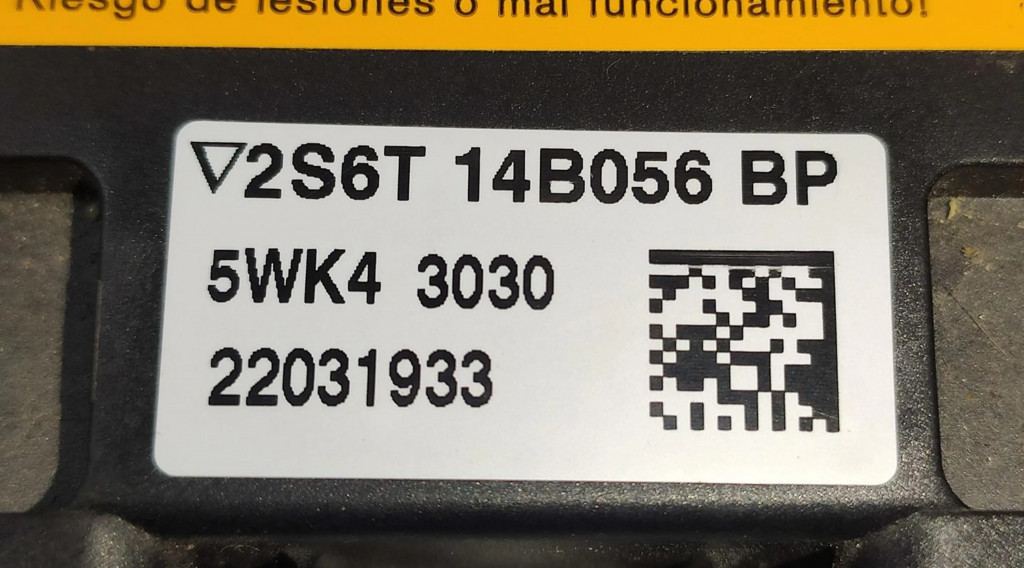 Riesgo de lesiones o mal funcionamiento!
▽2S6T 14B056 BP
5WK4 3030
22031933